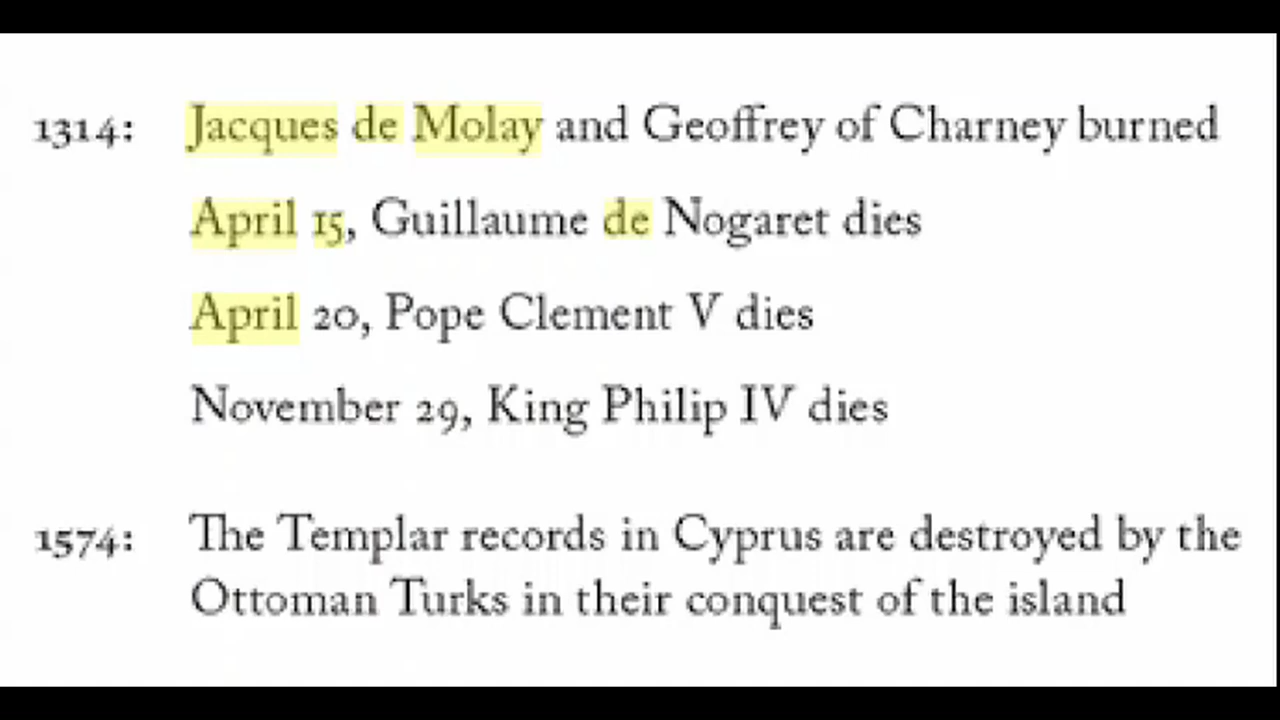 1314: Jacques de Molay and Geoffrey of Charney burned
April 15, Guillaume de Nogaret dies
April 20, Pope Clement V dies
November 29, King Philip IV dies
1574: The Templar records in Cyprus are destroyed by the
Ottoman Turks in their conquest of the island